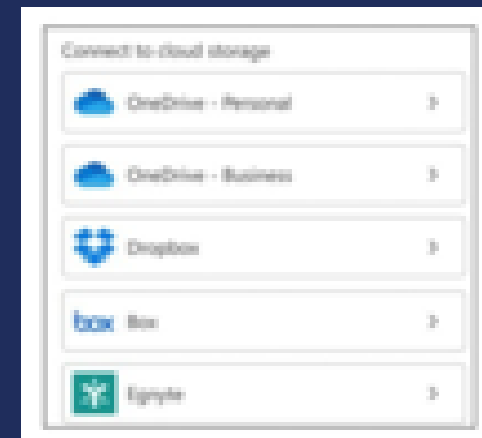 Connect to cloud storage
OneDrive - Personal
OneDrive - Business
Dropbox
box Box
Egnyte